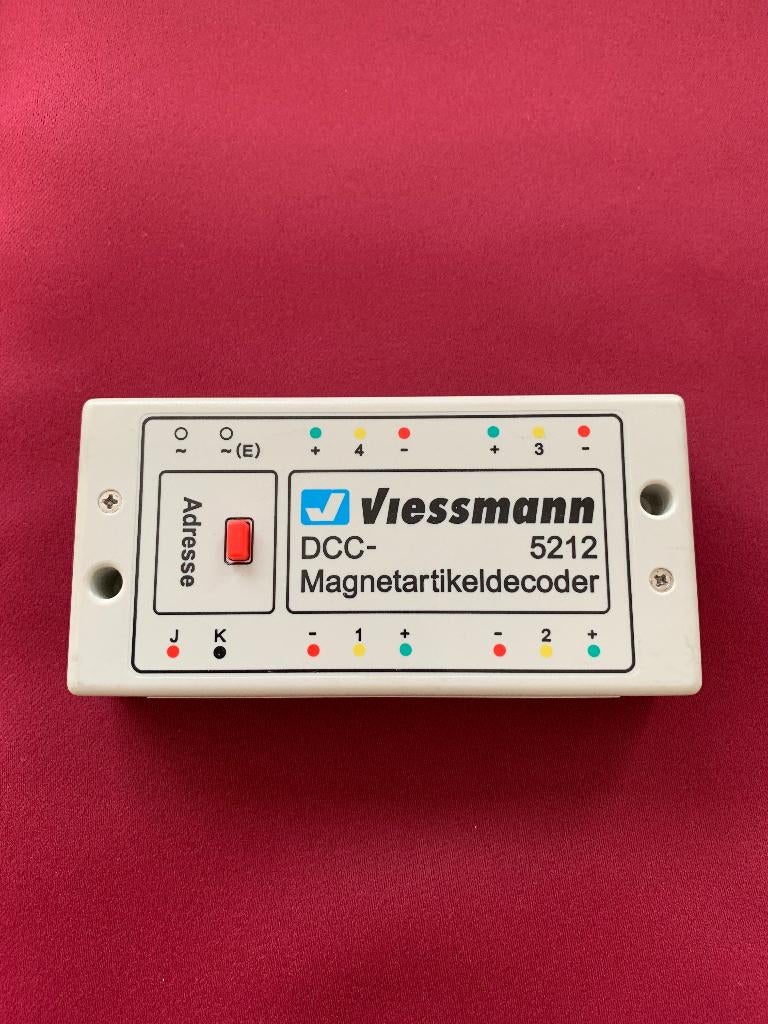 ~ ~(E) + 4 - + 3 -
Adresse
Viessmann
DCC- 5212
Magnetartikeldecoder
J K - 1 + - 2 +